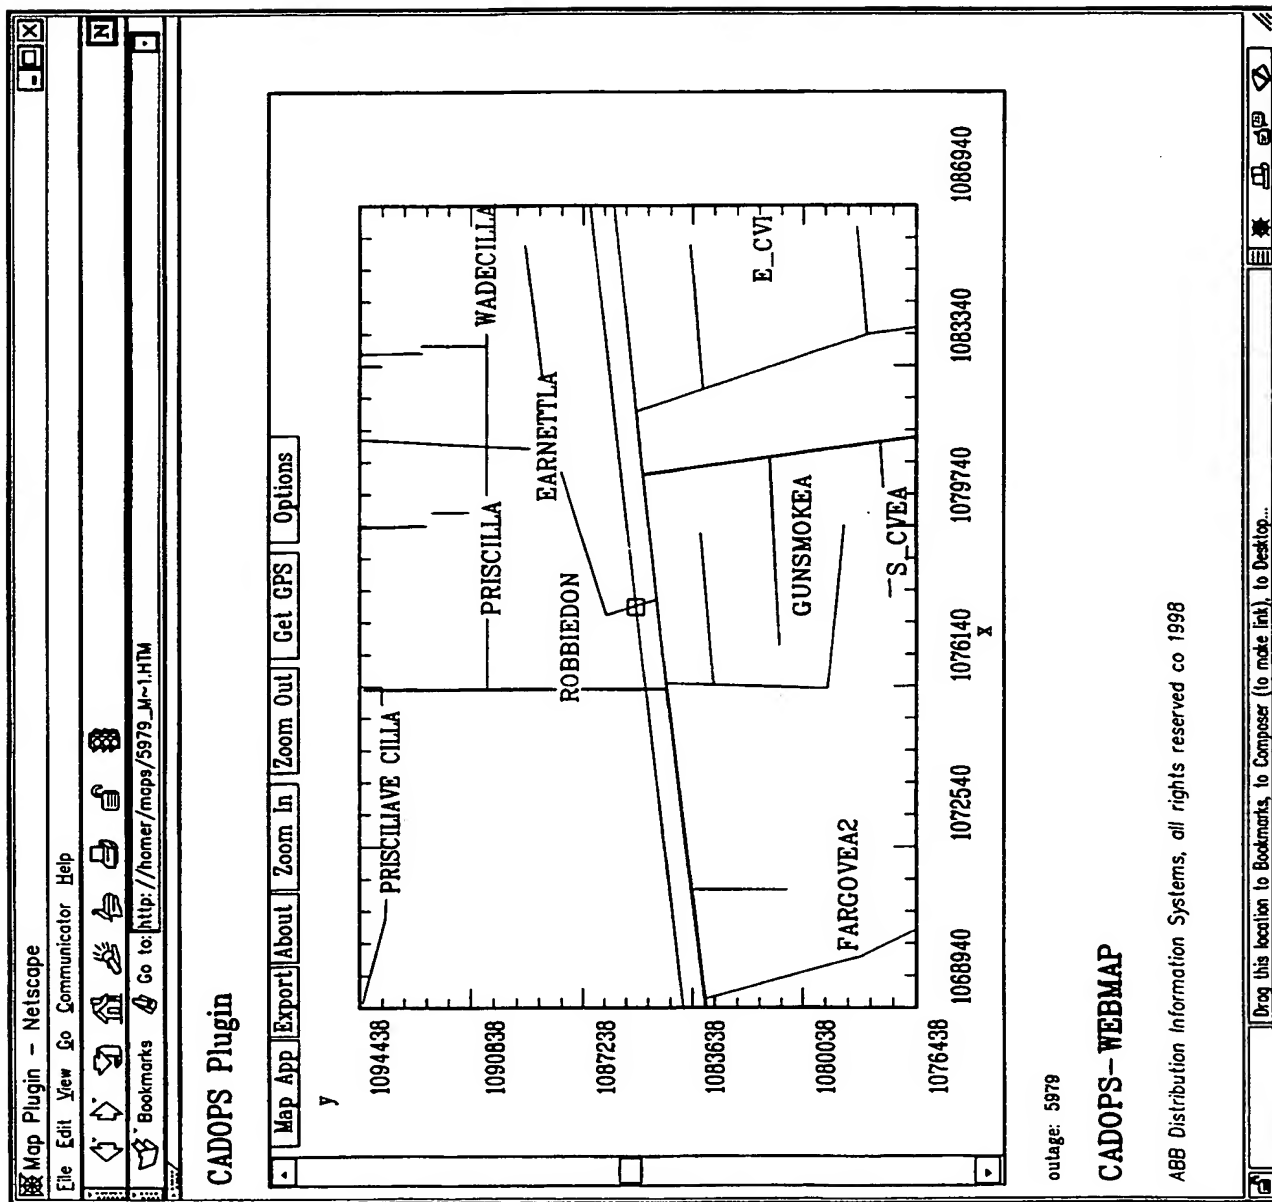 Map Plugin - Netscape
File Edit View Go Communicator Help
N
Bookmarks Go to: http://homer/maps/5979_M~1.HTM
CADOPS Plugin
Map App Export About Zoom In Zoom Out Get GPS Options
y
1094438
1090838
1087238
1083638
1080038
1076438
PRISCILIAVE CILLA
PRISCILLA
WADECILLA
ROBBIEDON
EARNETTLA
GUNSMOKEA
E_CVI
FARGOVEA2
S_CVEA
1068940 1072540 1076140 1079740 1083340 1086940
x
outage: 5979
CADOPS-WEBMAP
ABB Distribution Information Systems, all rights reserved co 1998
Drag this location to Bookmarks, to Composer (to make link), to Desktop...